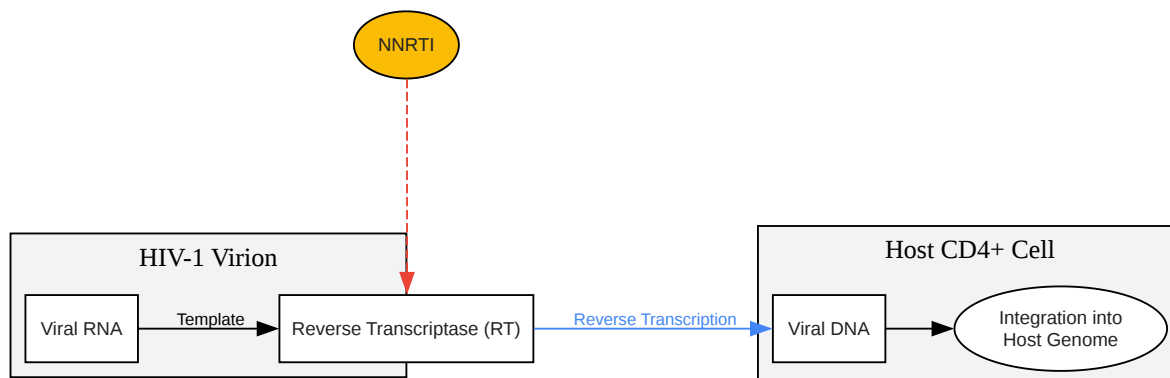 NNRTI
HIV-1 Virion
Host CD4+ Cell
Viral RNA
Template
Reverse Transcriptase (RT)
Reverse Transcription
Viral DNA
Integration into
Host Genome